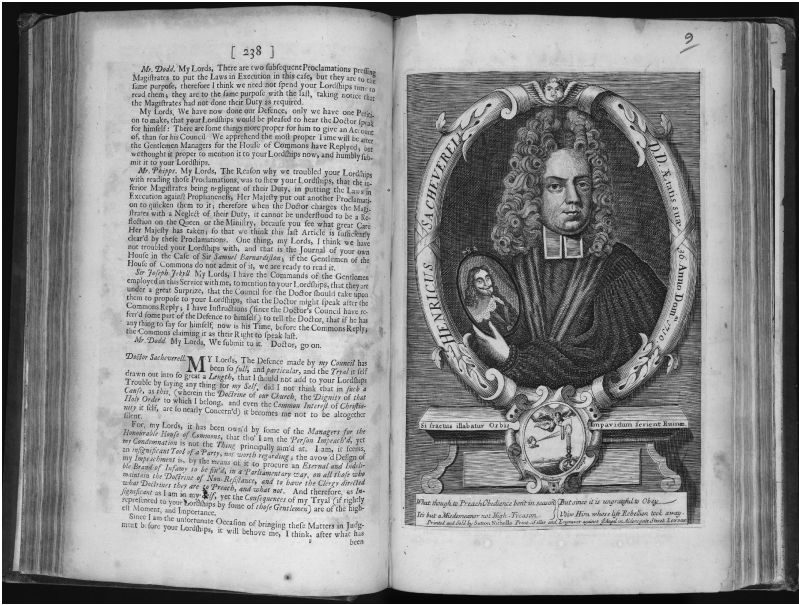 [ 238 ]
Mr. Dodd. My Lords, There are two subsequent Proclamations pressing
Magistrates to put the Laws in Execution in this case, but they are to the
same purpose, therefore I think we need not spend your Lordships time to
read them, they are to the same purpose with the last, taking notice that
the Magistrates had not done their Duty as required.
My Lords, We have now done our Defence, only we have one Petiti-
on to make, that your Lordships would be pleased to hear the Doctor speak
for himself: There are some things more proper for him to give an Account
of, than for his Council We apprehend the most proper Time will be after
the Gentlemen Managers for the House of Commons have Replyed, but
we thought it proper to mention it to your Lordships now, and humbly sub-
mit it to your Lordships.
Mr. Phipps. My Lords, The Reason why we troubled your Lordships
with reading those Proclamations, was to shew your Lordships, that the in-
ferior Magistrates being negligent of their Duty, in putting the Laws in
Execution against Prophaneness, Her Majesty put out another Proclamati-
on to quicken them to it; therefore when the Doctor charges the Magi-
strates with a Neglect of their Duty, it cannot be understood to be a Re-
flection on the Queen or the Ministry, because you see what great Care
Her Majesty has taken; so that we think this last Article is sufficiently
clear'd by these Proclamations. One thing, my Lords, I think we have
not troubled your Lordships with, and that is the Journal of your own
House in the Case of Sir Samuel Barnardiston; if the Gentlemen of the
House of Commons do not admit of it, we are ready to read it.
Sir Joseph Jekyll My Lords, I have the Commands of the Gentlemen
employed in this Service with me, to mention to your Lordships, that they are
under a great Surprize, that the Council for the Doctor should take upon
them to propose to your Lordships, that the Doctor might speak after the
Commons Reply; I have Instructions (since the Doctor's Council have re-
ferr'd some part of the Defence to himself) to tell the Doctor, that if he has
any thing to say for himself, now is his Time, before the Commons Reply;
the Commons claiming it as their Right to speak last.
Mr. Dodd. My Lords, We submit to it. Doctor, go on.
Doctor Sacheverell. MY Lords, The Defence made by my Council has
been so full, and particular, and the Tryal it self
drawn out into so great a Length, that I should not add to your Lordships
Trouble by saying any thing for my Self, did I not think that in such a
Cause, as this, (wherein the Doctrine of our Church, the Dignity of that
Holy Order to which I belong, and even the Common Interest of Christia-
nity it self, are so nearly Concern'd) it becomes me not to be altogether
silent.
For, my Lords, it has been own'd by some of the Managers for the
Honourable House of Commons, that tho' I am the Person Impeach'd, yet
my Condemnation is not the Thing principally aim'd at. I am, it seems,
an insignificant Tool of a Party, not worth regarding; the avow'd Design of
my Impeachment is, by the means of it to procure an Eternal and Indeli-
ble Brand of Infamy to be fix'd, in a Parliamentary way, on all those who
maintain the Doctrine of Non-Resistance, and to have the Clergy directed
what Doctrines they are to Preach, and what not. And therefore, as In-
significant as I am in my Self, yet the Consequences of my Tryal (if rightly
represented to your Lordships by some of those Gentlemen) are of the high-
est Moment, and Importance.
Since I am the unfortunate Occasion of bringing these Matters in Judg-
ment before your Lordships, it will behove me, I think, after what has
been
9
HENRICUS SACHEVEREL D.D. Ætatis suæ 36 Anno Domni 1710
Si fractus illabatur Orbis Impavidum ferient Ruinæ.
What though to Preach Obedience ben't in season
It's but a Misdemeanor not High-Treason.
But since it is ungrateful to Obey
View Him whose life Rebellion took away
Printed and Sold by Sutton Nicholls Print-Seller and Engraver against ye Angel in Aldersgate Street London